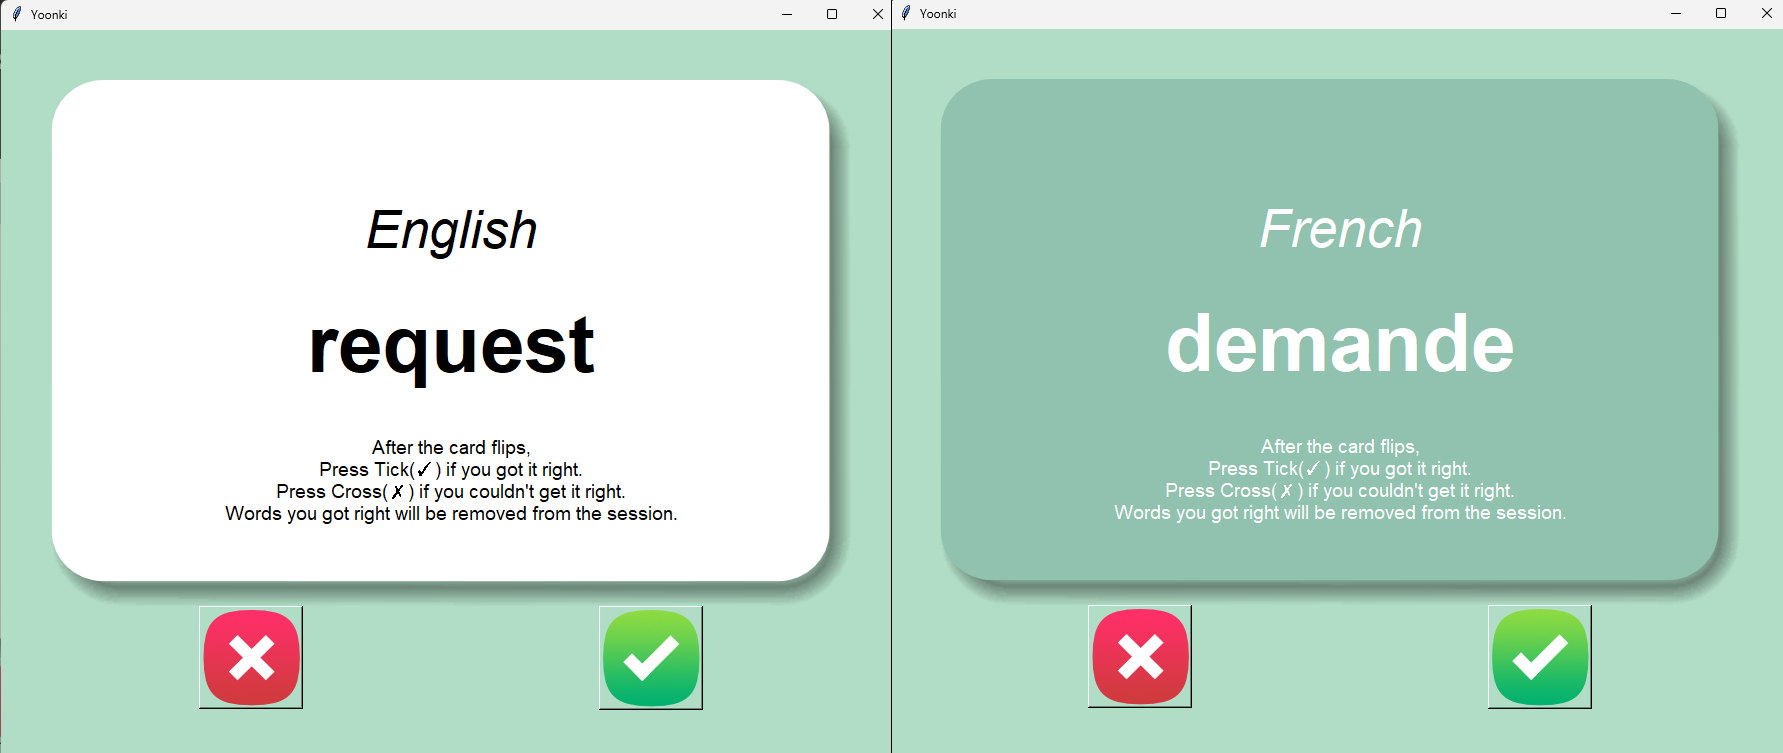 Yoonki
English
request
After the card flips,
Press Tick(✓) if you got it right.
Press Cross(✗) if you couldn't get it right.
Words you got right will be removed from the session.
Yoonki
French
demande
After the card flips,
Press Tick(✓) if you got it right.
Press Cross(✗) if you couldn't get it right.
Words you got right will be removed from the session.